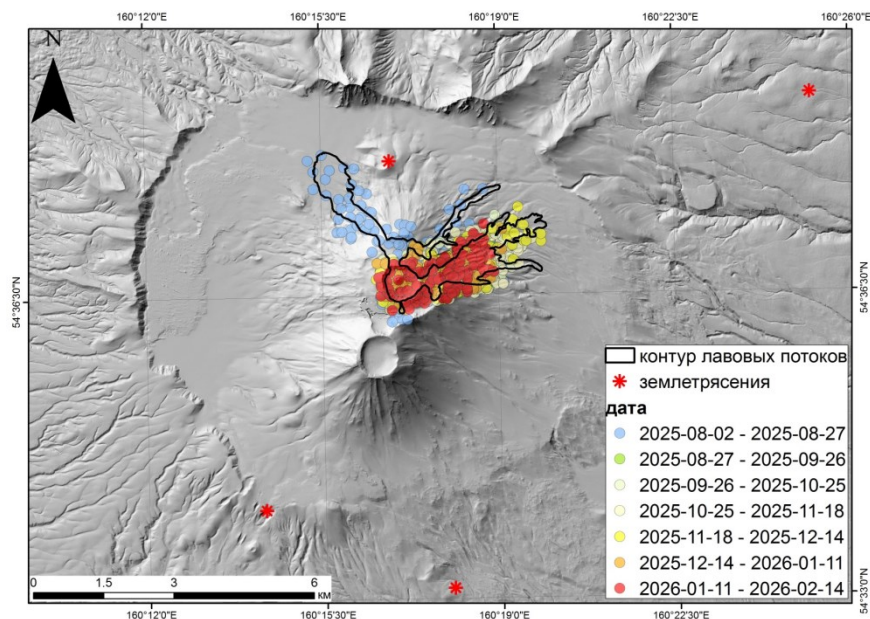 160°12'0"E 160°15'30"E 160°19'0"E 160°22'30"E 160°26'0"E
N
54°36'30"N 54°36'30"N
контур лавовых потоков
землетрясения
дата
2025-08-02 - 2025-08-27
2025-08-27 - 2025-09-26
2025-09-26 - 2025-10-25
2025-10-25 - 2025-11-18
2025-11-18 - 2025-12-14
2025-12-14 - 2026-01-11
2026-01-11 - 2026-02-14
54°33'0"N
0 1.5 3 6
км
160°12'0"E 160°15'30"E 160°19'0"E 160°22'30"E